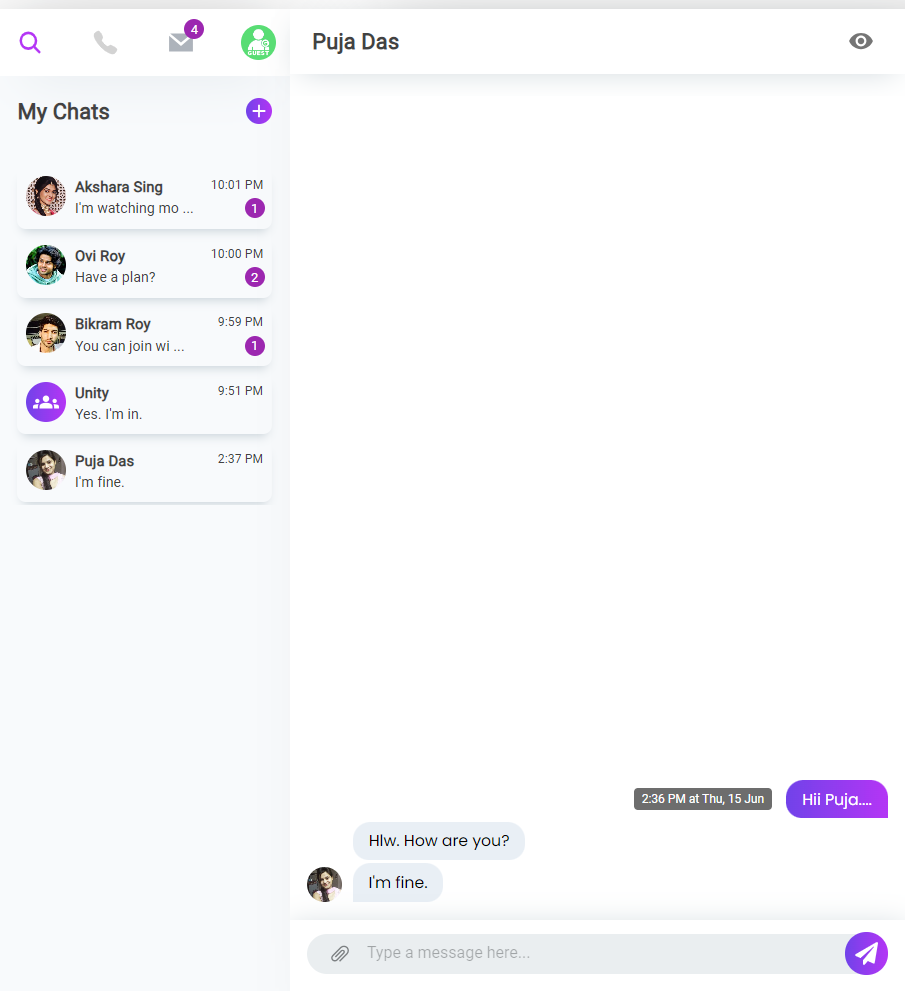 4
GUEST
Puja Das
My Chats
Akshara Sing
10:01 PM
I'm watching mo ...
1
Ovi Roy
10:00 PM
Have a plan?
2
Bikram Roy
9:59 PM
You can join wi ...
1
Unity
9:51 PM
Yes. I'm in.
Puja Das
2:37 PM
I'm fine.
2:36 PM at Thu, 15 Jun
Hii Puja....
Hlw. How are you?
I'm fine.
Type a message here...